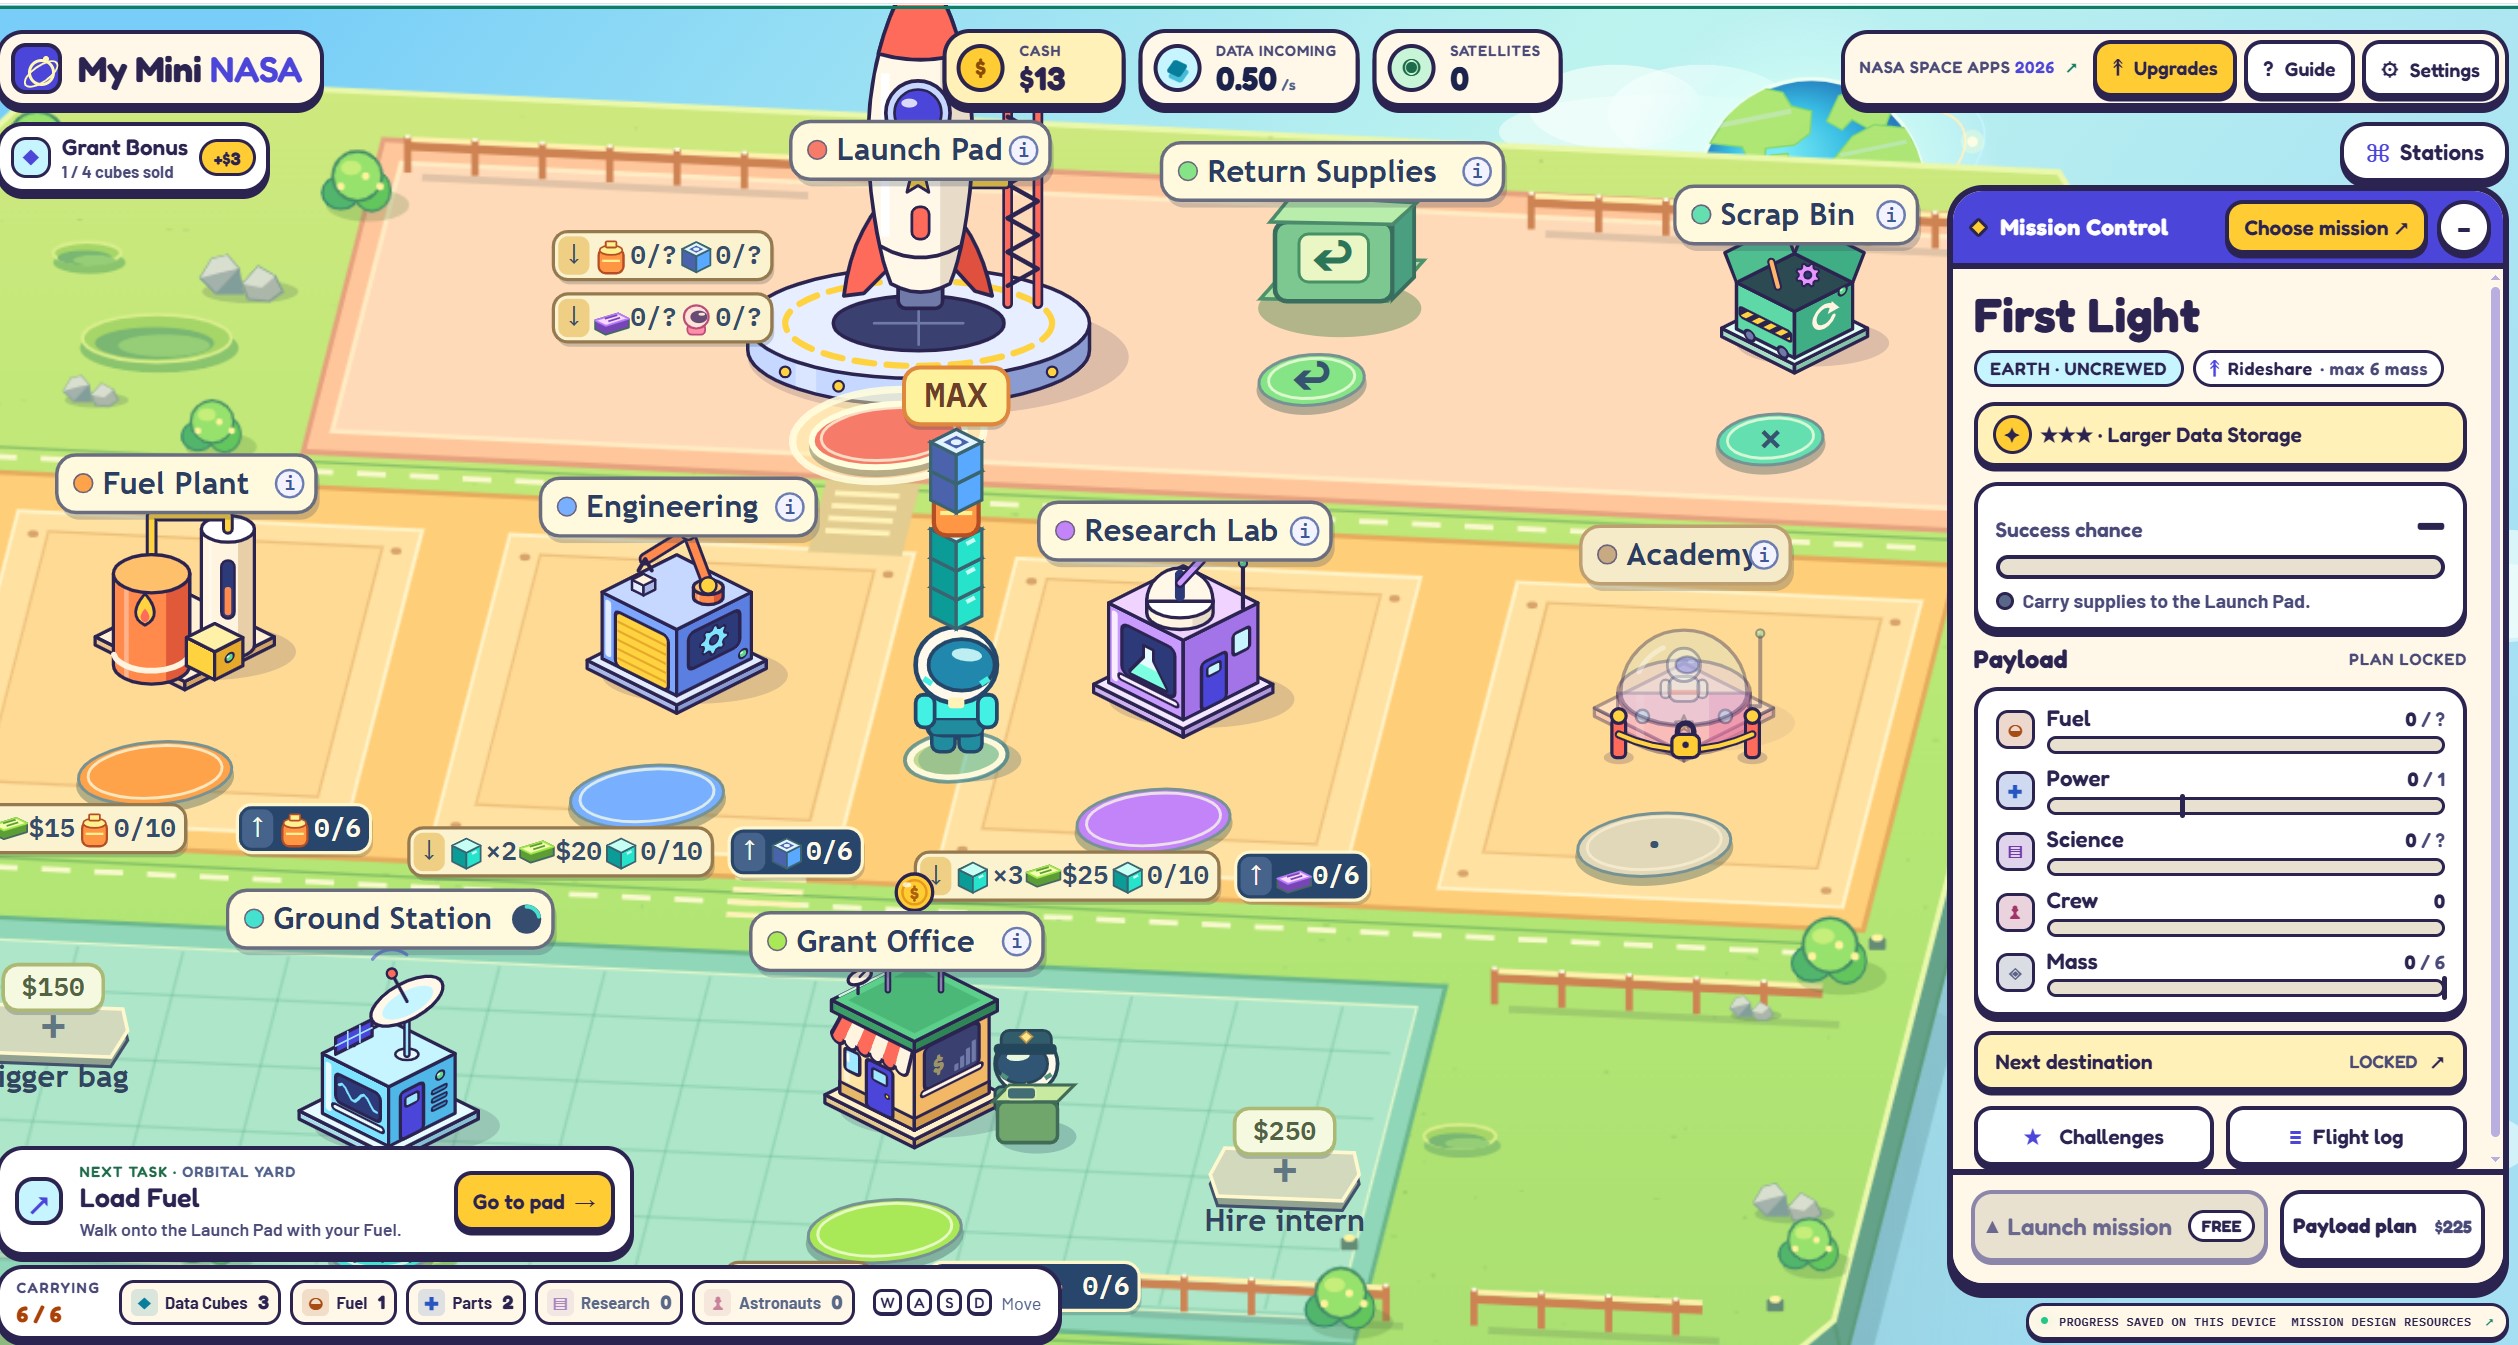 My Mini NASA
CASH
$13
DATA INCOMING
0.50 /s
SATELLITES
0
NASA SPACE APPS 2026 ↗
Upgrades
? Guide
Settings
Grant Bonus
1 / 4 cubes sold
+$3
Stations
Launch Pad i
Return Supplies i
Scrap Bin i
↓ 0/? 0/?
↓ 0/? 0/?
MAX
Fuel Plant i
Engineering i
Research Lab i
Academy i
$15 0/10
↑ 0/6
↓ ×2 $20 0/10
↑ 0/6
↓ ×3 $25 0/10
↑ 0/6
Ground Station
Grant Office i
$150
+
igger bag
$250
+
Hire intern
0/6
NEXT TASK · ORBITAL YARD
Load Fuel
Walk onto the Launch Pad with your Fuel.
Go to pad →
CARRYING
6 / 6
Data Cubes 3
Fuel 1
Parts 2
Research 0
Astronauts 0
W A S D Move
Mission Control
Choose mission ↗
–
First Light
EARTH · UNCREWED
Rideshare · max 6 mass
★★★ · Larger Data Storage
Success chance
–
Carry supplies to the Launch Pad.
Payload
PLAN LOCKED
Fuel 0 / ?
Power 0 / 1
Science 0 / ?
Crew 0
Mass 0 / 6
Next destination LOCKED ↗
★ Challenges
Flight log
▲ Launch mission FREE
Payload plan $225
PROGRESS SAVED ON THIS DEVICE MISSION DESIGN RESOURCES ↗